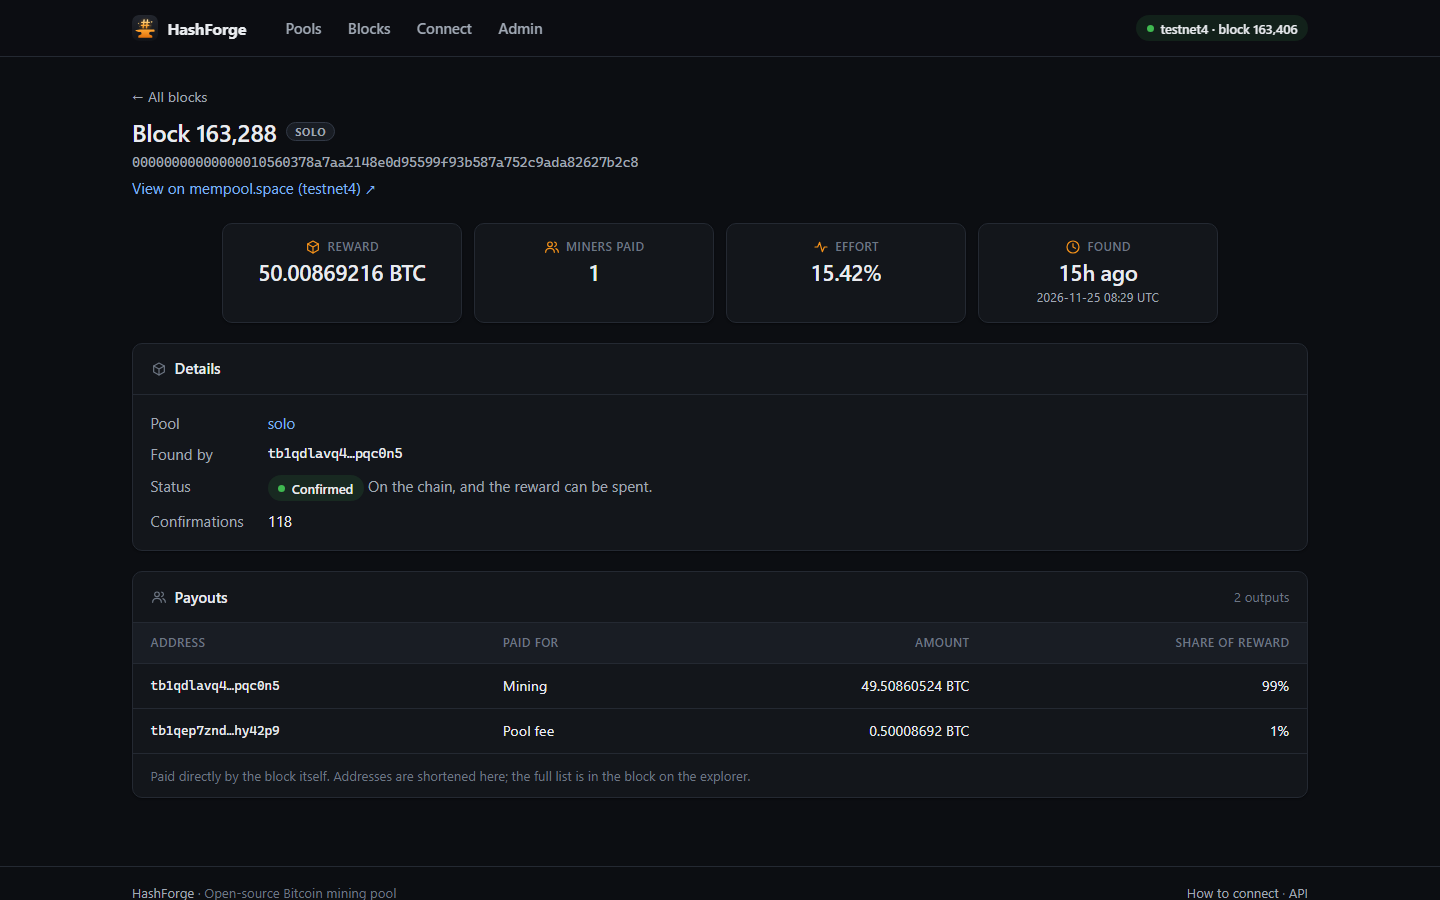 HashForge Pools Blocks Connect Admin testnet4 · block 163,406
← All blocks
Block 163,288 SOLO
00000000000000010560378a7aa2148e0d95599f93b587a752c9ada82627b2c8
View on mempool.space (testnet4) ↗
REWARD MINERS PAID EFFORT FOUND
50.00869216 BTC 1 15.42% 15h ago
2026-11-25 08:29 UTC
Details
Pool solo
Found by tb1qdlavq4…pqc0n5
Status Confirmed On the chain, and the reward can be spent.
Confirmations 118
Payouts 2 outputs
ADDRESS PAID FOR AMOUNT SHARE OF REWARD
tb1qdlavq4…pqc0n5 Mining 49.50860524 BTC 99%
tb1qep7znd…hy42p9 Pool fee 0.50008692 BTC 1%
Paid directly by the block itself. Addresses are shortened here; the full list is in the block on the explorer.
HashForge · Open-source Bitcoin mining pool How to connect · API